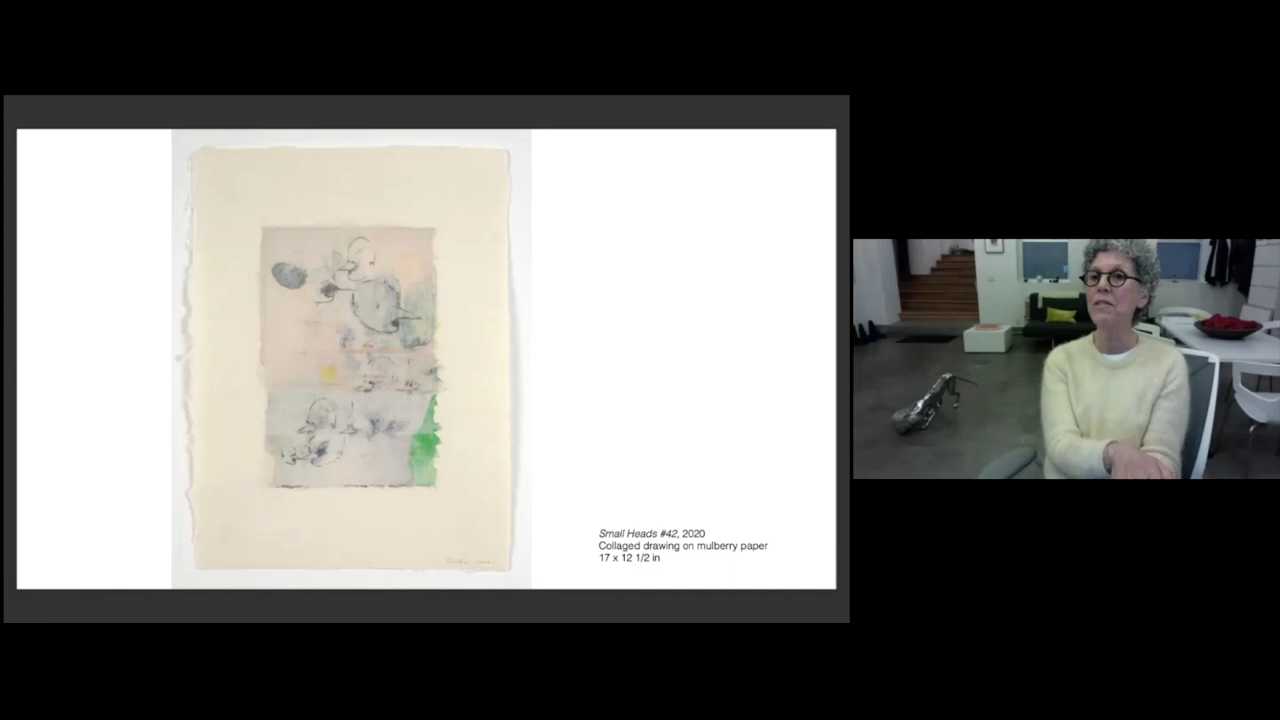 Small Heads #42, 2020
Collaged drawing on mulberry paper
17 x 12 1/2 in